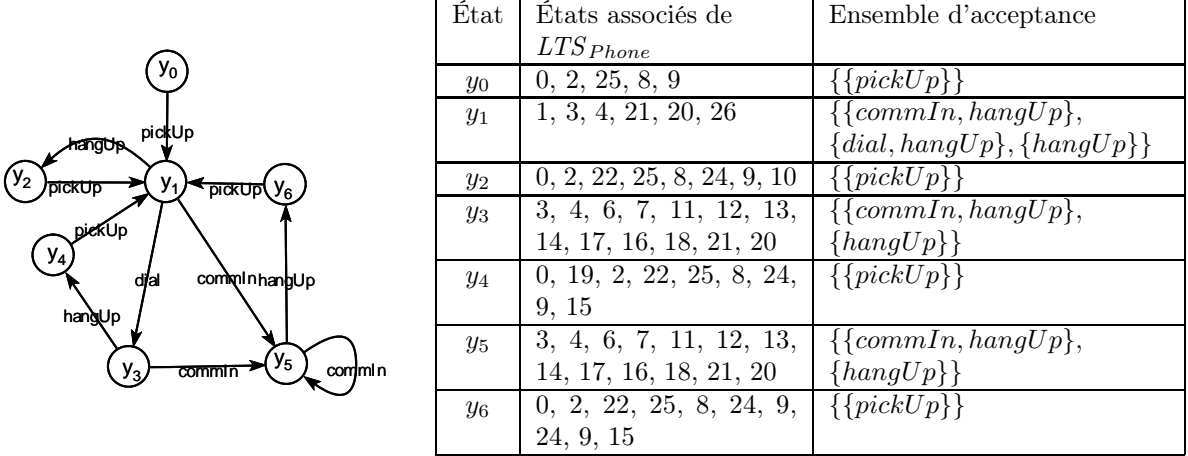 y0
pickUp
hangUp
y2
pickUp
y1
pickUp
y6
pickUp
y4
dial
commIn
hangUp
hangUp
y3
commIn
y5
commIn
État | États associés de LTSPhone | Ensemble d'acceptance
y0 | 0, 2, 25, 8, 9 | {{pickUp}}
y1 | 1, 3, 4, 21, 20, 26 | {{commIn, hangUp},
{dial, hangUp}, {hangUp}}
y2 | 0, 2, 22, 25, 8, 24, 9, 10 | {{pickUp}}
y3 | 3, 4, 6, 7, 11, 12, 13, | {{commIn, hangUp},
14, 17, 16, 18, 21, 20 | {hangUp}}
y4 | 0, 19, 2, 22, 25, 8, 24, | {{pickUp}}
9, 15
y5 | 3, 4, 6, 7, 11, 12, 13, | {{commIn, hangUp},
14, 17, 16, 18, 21, 20 | {hangUp}}
y6 | 0, 2, 22, 25, 8, 24, 9, | {{pickUp}}
24, 9, 15